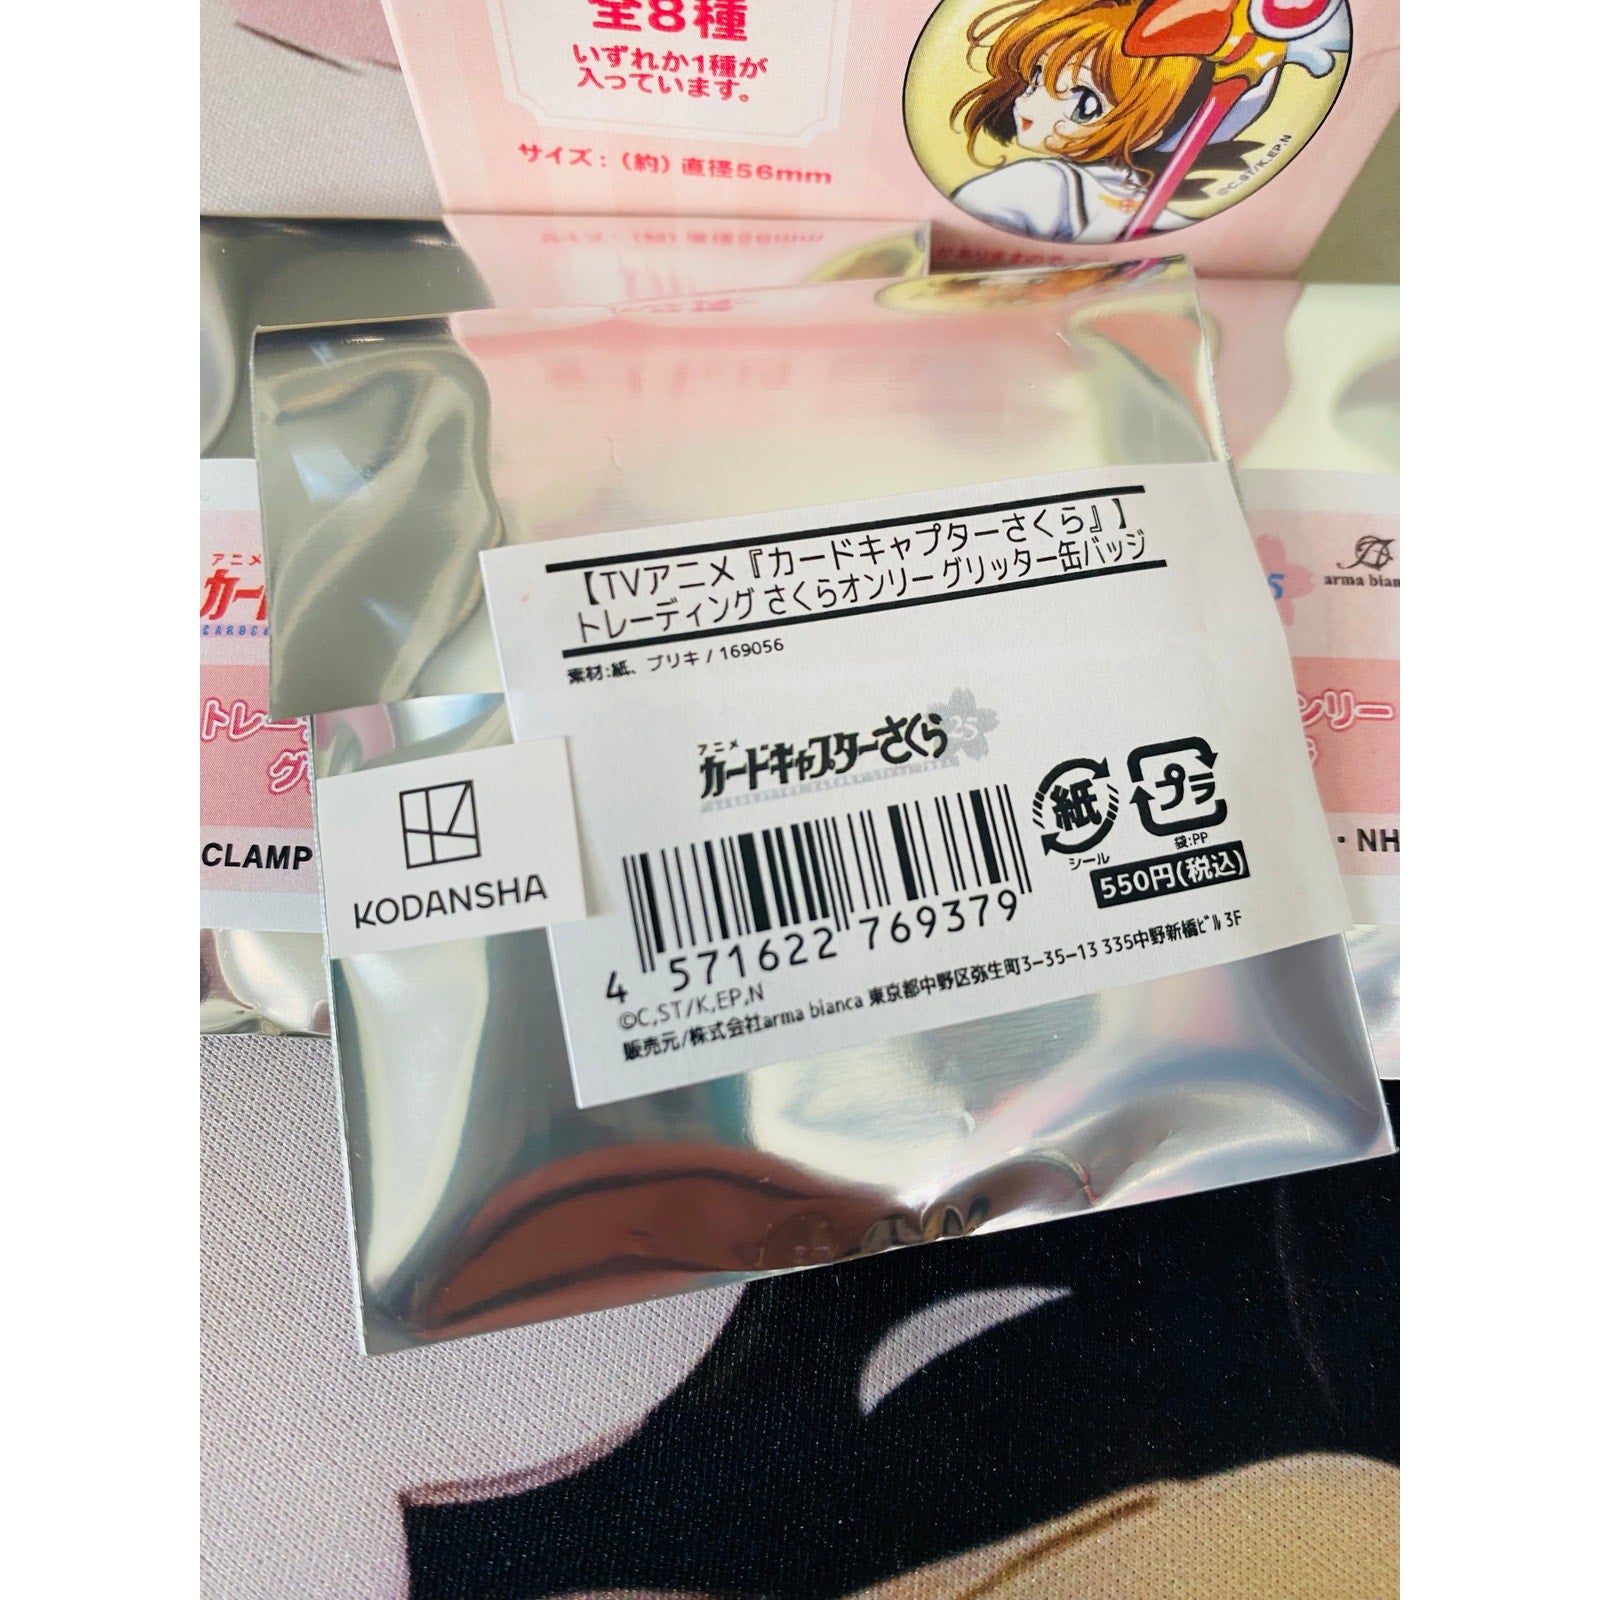 全8種
いずれか1種が
入っています。
サイズ：（約）直径56mm
©C.ST/K.EP.N
【TVアニメ『カードキャプターさくら』】
トレーディング さくらオンリー グリッター缶バッジ
素材:紙、ブリキ / 169056
アニメ
カードキャプターさくら 25
紙
シール
プラ
袋:PP
550円(税込)
4 571622 769379
©C,ST/K,EP,N
販売元/株式会社arma bianca 東京都中野区弥生町3-35-13 335中野新橋ビル 3F
KODANSHA
アニメ
カー
トレー
グ
CLAMP
arma bian
ンリー
・NH